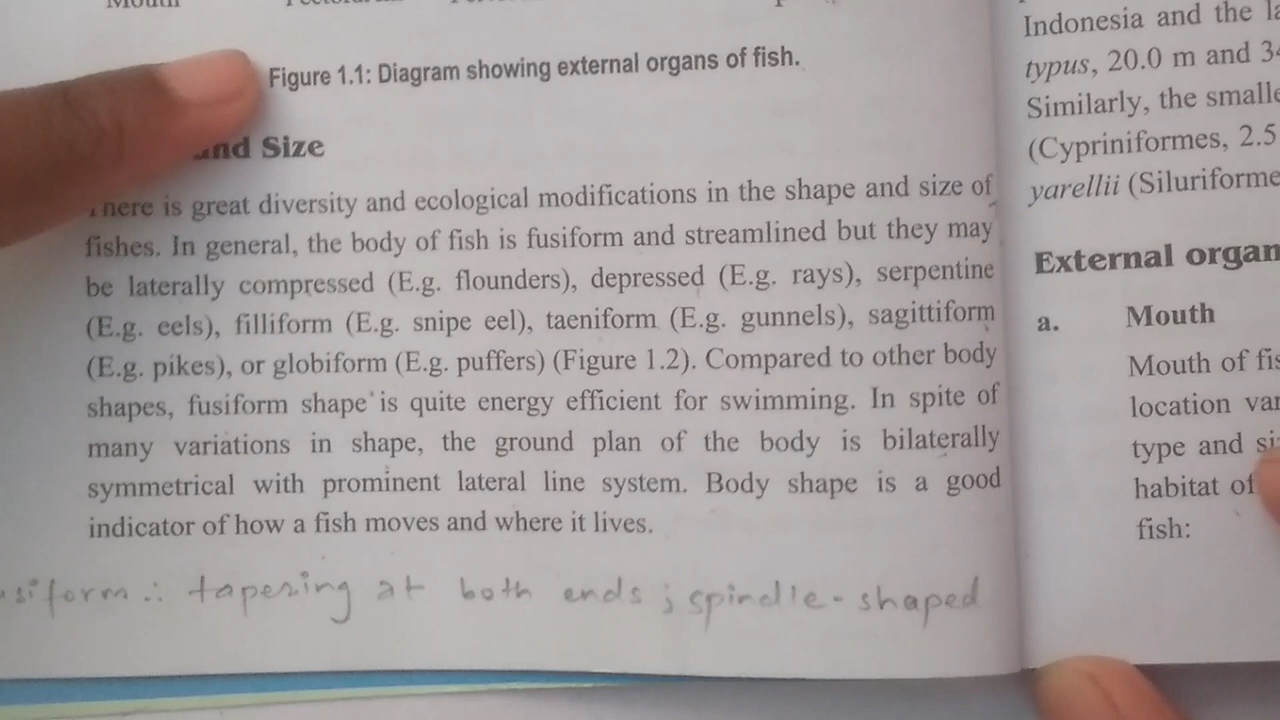 Figure 1.1: Diagram showing external organs of fish.
and Size
There is great diversity and ecological modifications in the shape and size of
fishes. In general, the body of fish is fusiform and streamlined but they may
be laterally compressed (E.g. flounders), depressed (E.g. rays), serpentine
(E.g. eels), filliform (E.g. snipe eel), taeniform (E.g. gunnels), sagittiform
(E.g. pikes), or globiform (E.g. puffers) (Figure 1.2). Compared to other body
shapes, fusiform shape is quite energy efficient for swimming. In spite of
many variations in shape, the ground plan of the body is bilaterally
symmetrical with prominent lateral line system. Body shape is a good
indicator of how a fish moves and where it lives.
tapering at both ends ; spindle-shaped
Indonesia and the
typus, 20.0 m and
Similarly, the
(Cypriniformes, 2.5
yarellii
External
a. Mouth
Mouth of
location
type and
habitat of
fish: